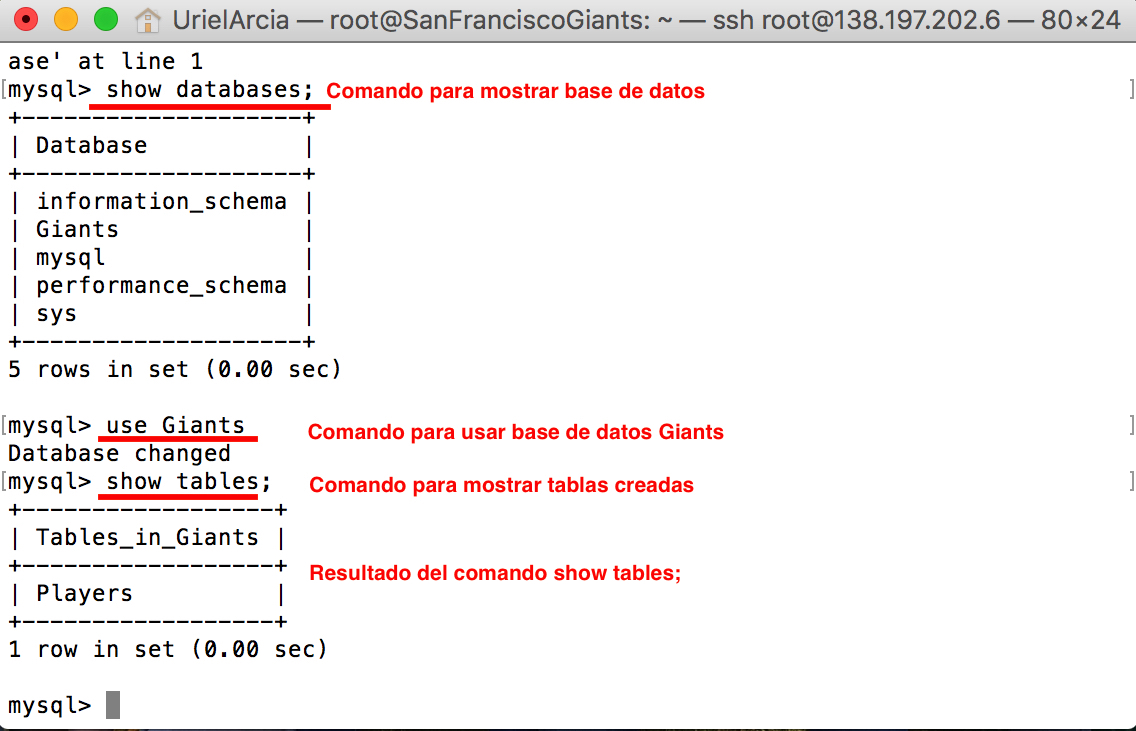 UrielArcia — root@SanFranciscoGiants: ~ — ssh root@138.197.202.6 — 80×24
ase' at line 1
[mysql> show databases; Comando para mostrar base de datos ]
+--------------------+
| Database           |
+--------------------+
| information_schema |
| Giants             |
| mysql              |
| performance_schema |
| sys                |
+--------------------+
5 rows in set (0.00 sec)
[mysql> use Giants Comando para usar base de datos Giants ]
Database changed
[mysql> show tables; Comando para mostrar tablas creadas ]
+------------------+
| Tables_in_Giants |
+------------------+
Resultado del comando show tables;
| Players          |
+------------------+
1 row in set (0.00 sec)
mysql>